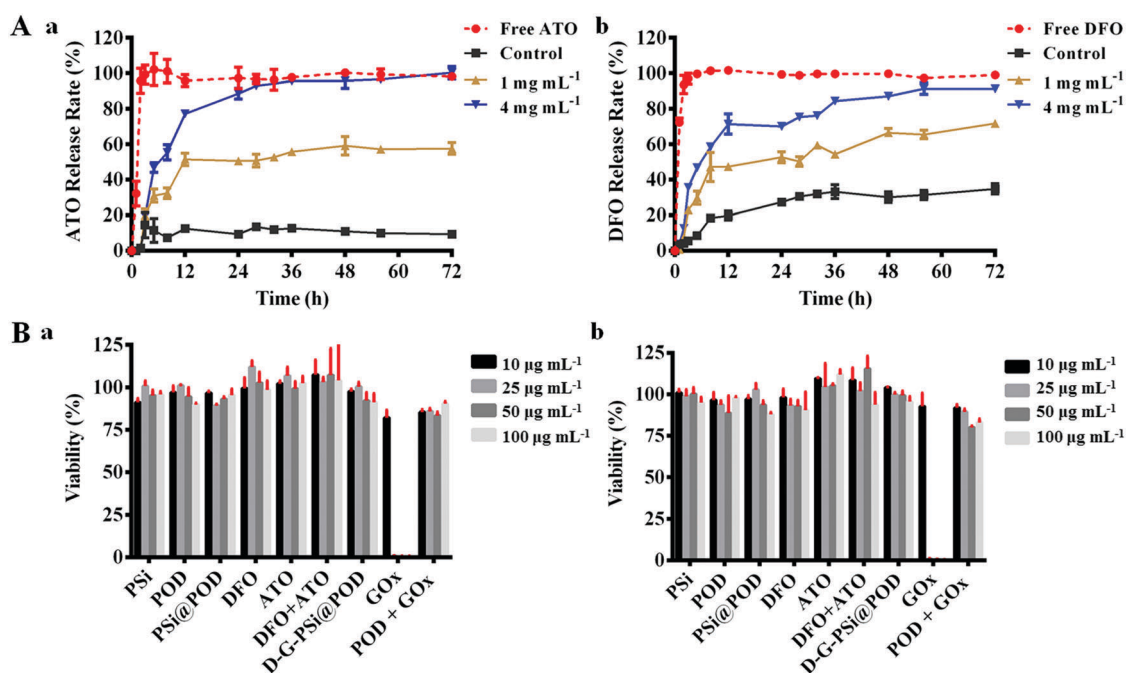 A a
Free ATO
Control
1 mg mL⁻¹
4 mg mL⁻¹
ATO Release Rate (%)
120
100
80
60
40
20
0
0 12 24 36 48 60 72
Time (h)
b
Free DFO
Control
1 mg mL⁻¹
4 mg mL⁻¹
DFO Release Rate (%)
120
100
80
60
40
20
0
0 12 24 36 48 60 72
Time (h)
B a
10 µg mL⁻¹
25 µg mL⁻¹
50 µg mL⁻¹
100 µg mL⁻¹
Viability (%)
125
100
75
50
25
0
PSi
POD
PSi@POD
DFO
ATO
DFO+ATO
D-G-PSi@POD
GOx
POD + GOx
b
10 µg mL⁻¹
25 µg mL⁻¹
50 µg mL⁻¹
100 µg mL⁻¹
Viability (%)
125
100
75
50
25
0
PSi
POD
PSi@POD
DFO
ATO
DFO+ATO
D-G-PSi@POD
GOx
POD + GOx